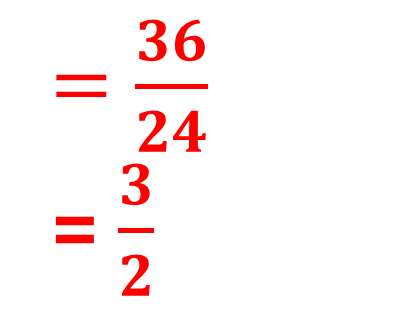 = 36/24
= 3/2